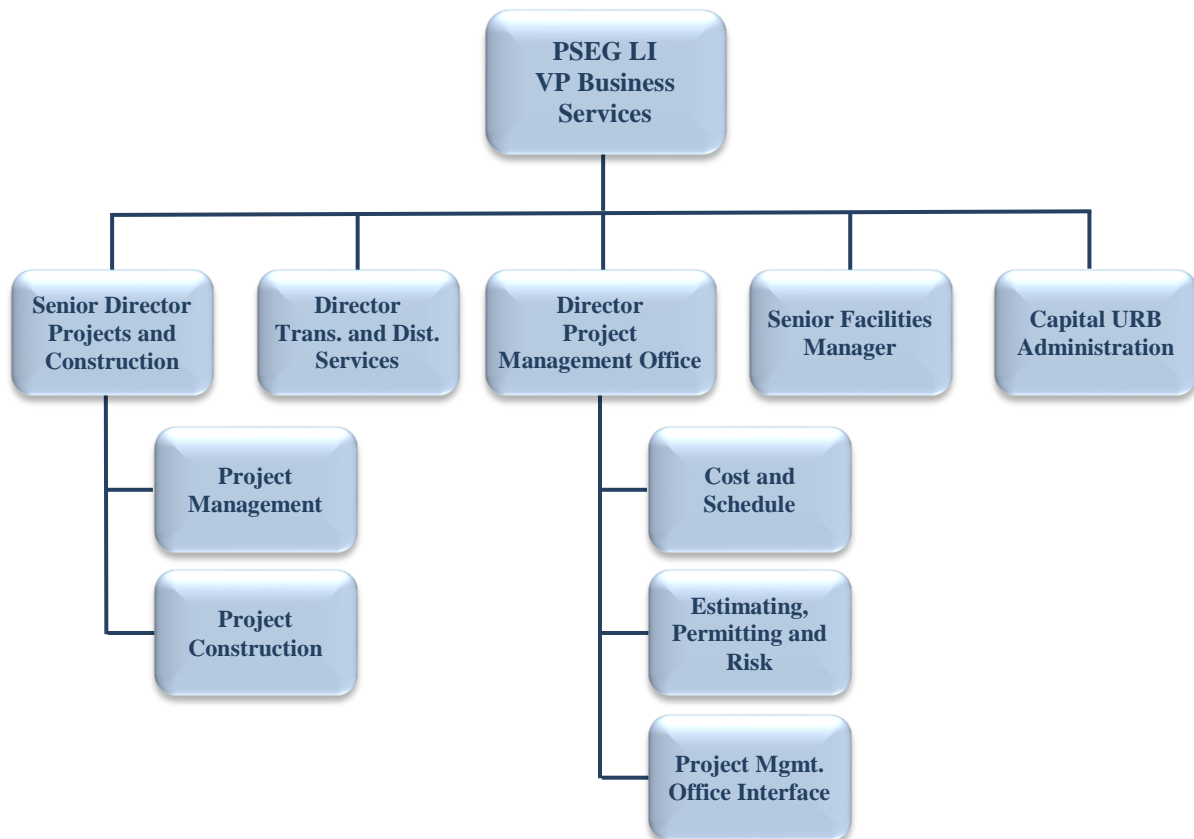 PSEG LI
VP Business
Services
Senior Director
Projects and
Construction
Director
Trans. and Dist.
Services
Director
Project
Management Office
Senior Facilities
Manager
Capital URB
Administration
Project
Management
Project
Construction
Cost and
Schedule
Estimating,
Permitting and
Risk
Project Mgmt.
Office Interface